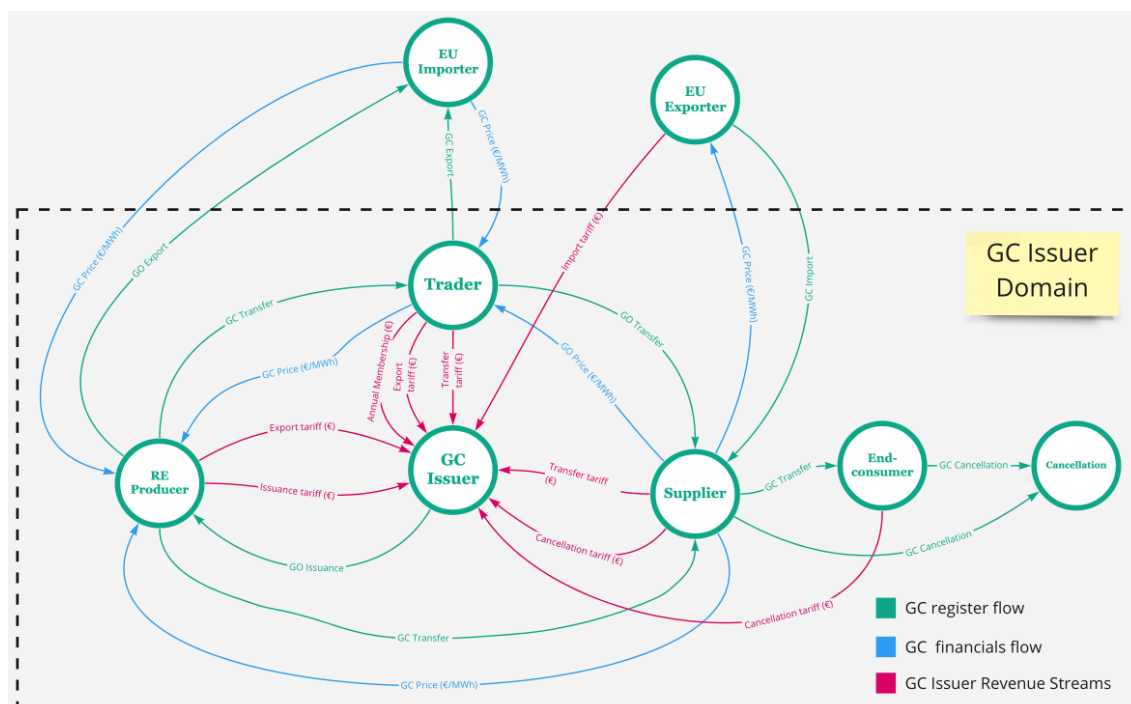 EU
Importer
EU
Exporter
GC Price (€/MWh)
GC Export
GC Price (€/MWh)
GO Export
Import tariff (€)
GC Price (€/MWh)
GC Import
GC Issuer
Domain
Trader
GC Transfer
GO Transfer
GC Price (€/MWh)
Annual Membership (€)
Export
tariff (€)
Transfer
tariff (€)
GO Price (€/MWh)
Export tariff (€)
GC
Issuer
RE
Producer
Issuance tariff (€)
Transfer tariff
(€)
Supplier
GC Transfer
End-
consumer
GC Cancellation
Cancellation
GO Issuance
Cancellation tariff (€)
GC Cancellation
GC Transfer
Cancellation tariff (€)
GC Price (€/MWh)
GC register flow
GC  financials flow
GC Issuer Revenue Streams